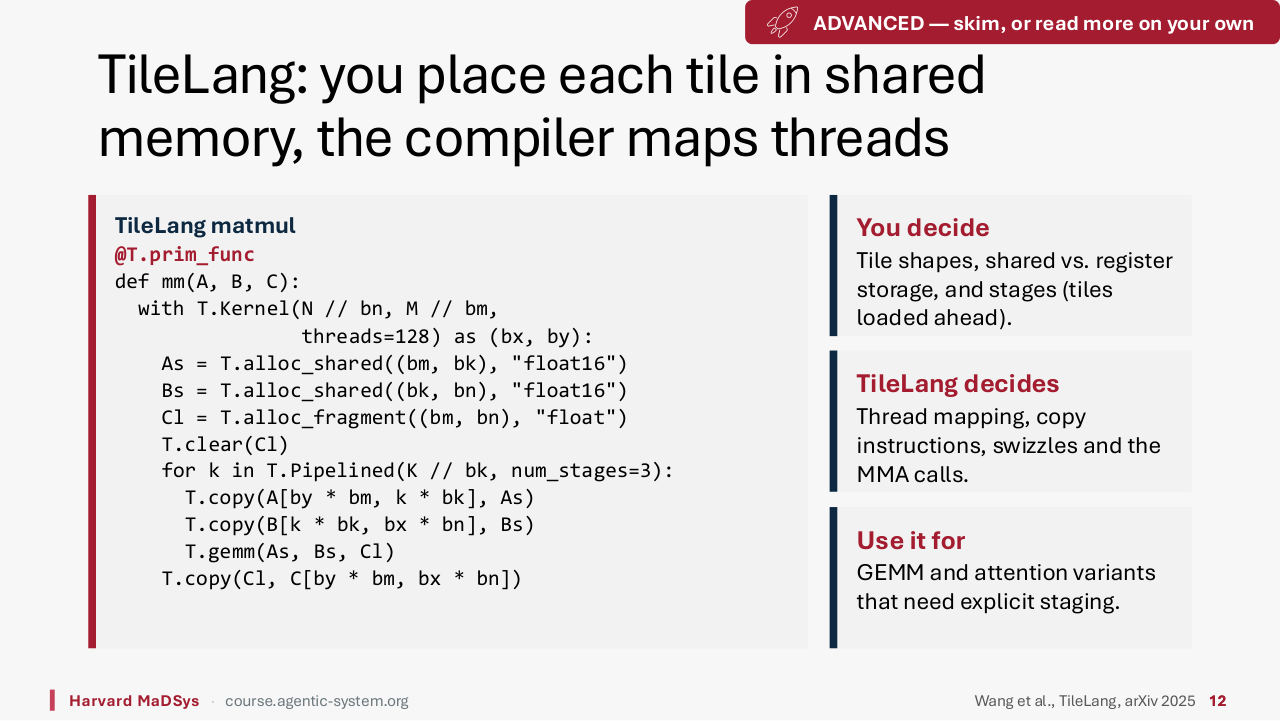 ADVANCED — skim, or read more on your own
TileLang: you place each tile in shared
memory, the compiler maps threads
TileLang matmul
@T.prim_func
def mm(A, B, C):
  with T.Kernel(N // bn, M // bm,
                threads=128) as (bx, by):
    As = T.alloc_shared((bm, bk), "float16")
    Bs = T.alloc_shared((bk, bn), "float16")
    Cl = T.alloc_fragment((bm, bn), "float")
    T.clear(Cl)
    for k in T.Pipelined(K // bk, num_stages=3):
      T.copy(A[by * bm, k * bk], As)
      T.copy(B[k * bk, bx * bn], Bs)
      T.gemm(As, Bs, Cl)
    T.copy(Cl, C[by * bm, bx * bn])
You decide
Tile shapes, shared vs. register
storage, and stages (tiles
loaded ahead).
TileLang decides
Thread mapping, copy
instructions, swizzles and the
MMA calls.
Use it for
GEMM and attention variants
that need explicit staging.
Harvard MaDSys · course.agentic-system.org
Wang et al., TileLang, arXiv 2025 12